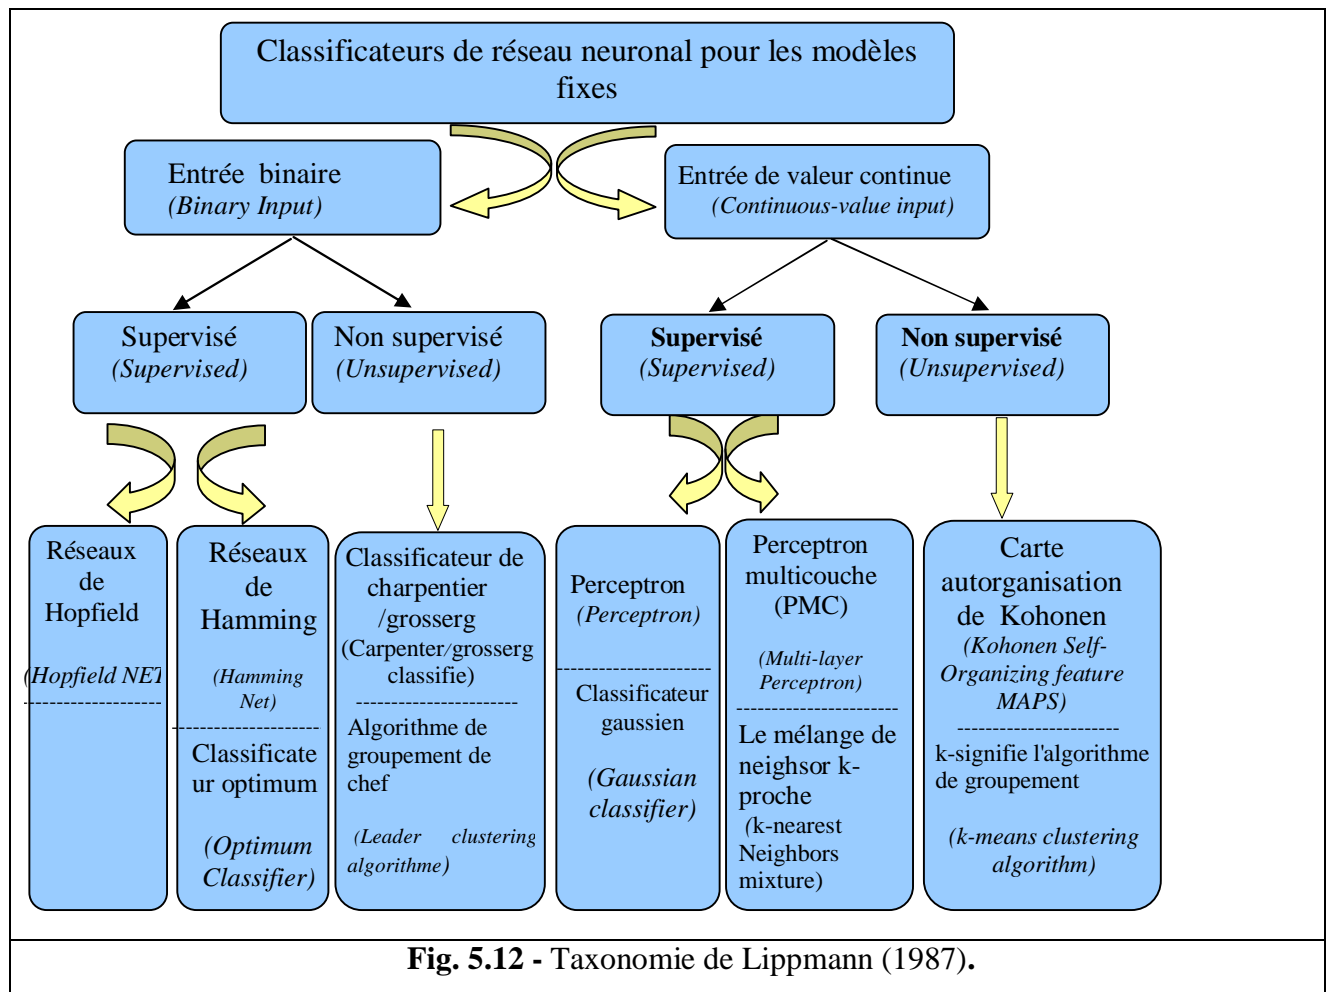 Classificateurs de réseau neuronal pour les modèles
fixes
Entrée binaire
(Binary Input)
Entrée de valeur continue
(Continuous-value input)
Supervisé
(Supervised)
Non supervisé
(Unsupervised)
Supervisé
(Supervised)
Non supervisé
(Unsupervised)
Réseaux
de
Hopfield
(Hopfield NET
---------------------
Réseaux
de
Hamming
(Hamming
Net)
-----------------------
Classificate
ur optimum
(Optimum
Classifier)
Classificateur de
charpentier
/grosserg
(Carpenter/grosserg
classifie)
-----------------------
Algorithme de
groupement de
chef
(Leader clustering
algorithme)
Perceptron
(Perceptron)
-----------------------
Classificateur
gaussien
(Gaussian
classifier)
Perceptron
multicouche
(PMC)
(Multi-layer
Perceptron)
-----------------------
Le mélange de
neighsor k-
proche
(k-nearest
Neighbors
mixture)
Carte
autorganisation
de Kohonen
(Kohonen Self-
Organizing feature
MAPS)
-----------------------
k-signifie l'algorithme
de groupement
(k-means clustering
algorithm)
Fig. 5.12 - Taxonomie de Lippmann (1987).